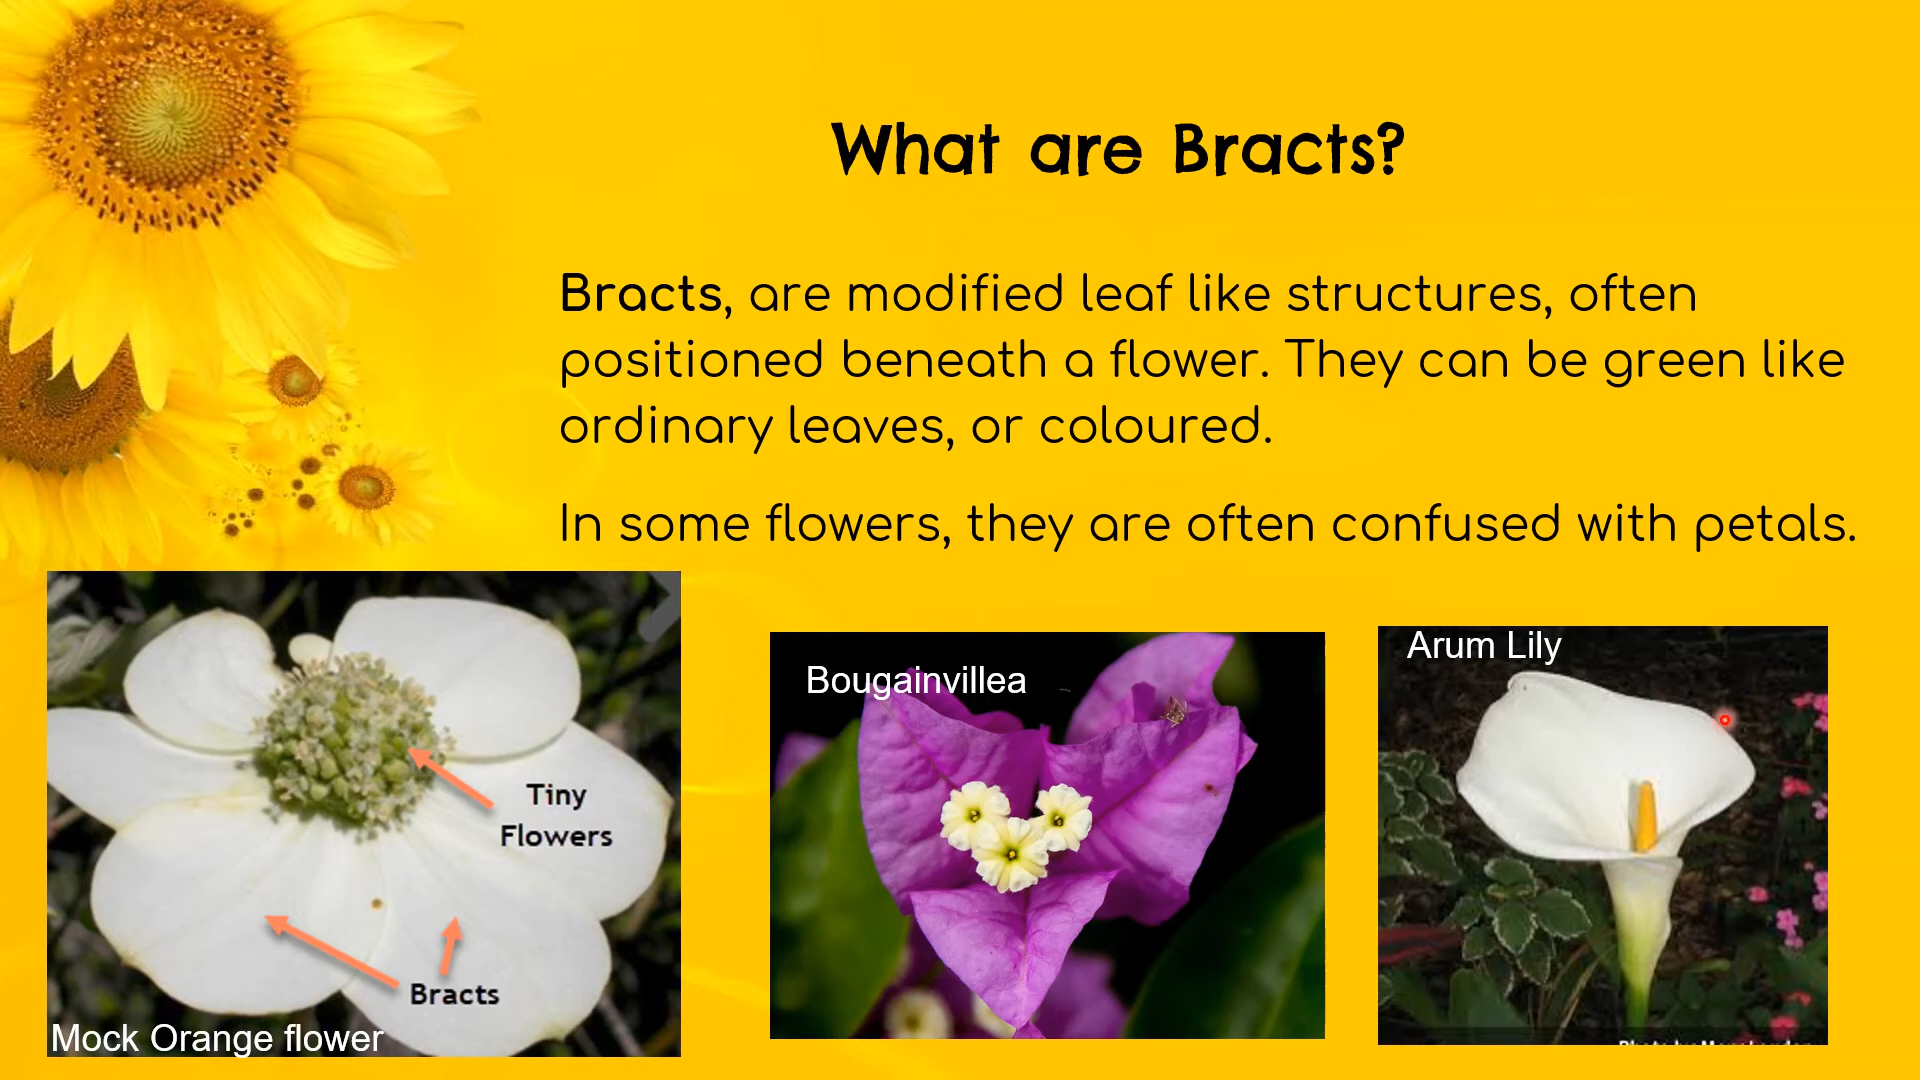 What are Bracts?
Bracts, are modified leaf like structures, often
positioned beneath a flower. They can be green like
ordinary leaves, or coloured.
In some flowers, they are often confused with petals.
Tiny
Flowers
Bracts
Mock Orange flower
Bougainvillea
Arum Lily